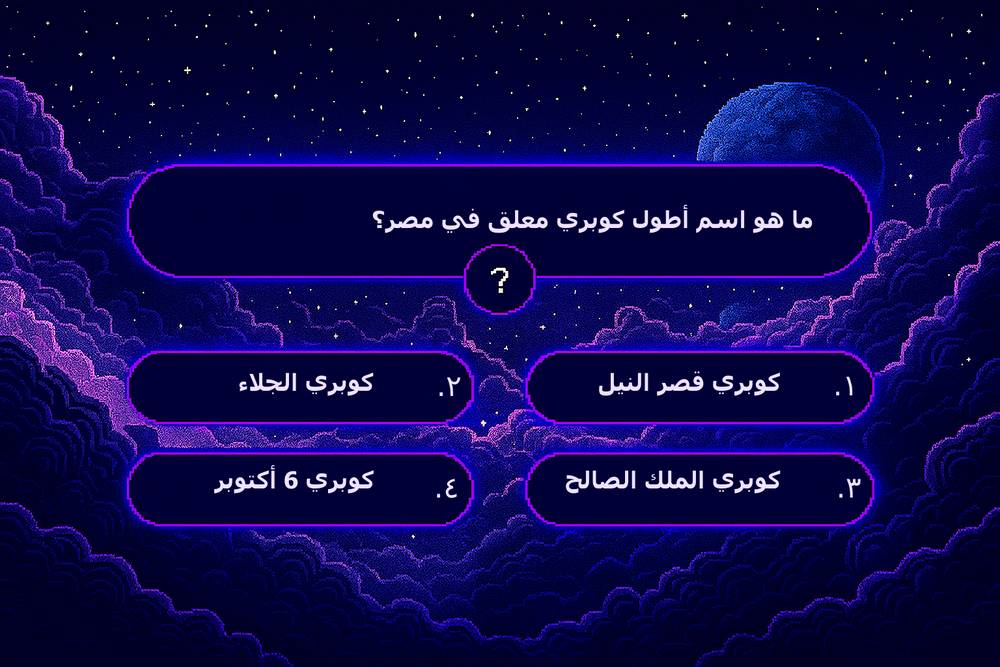 ما هو اسم أطول كوبري معلق في مصر؟
?
١. كوبري قصر النيل
٢. كوبري الجلاء
٣. كوبري الملك الصالح
٤. كوبري 6 أكتوبر